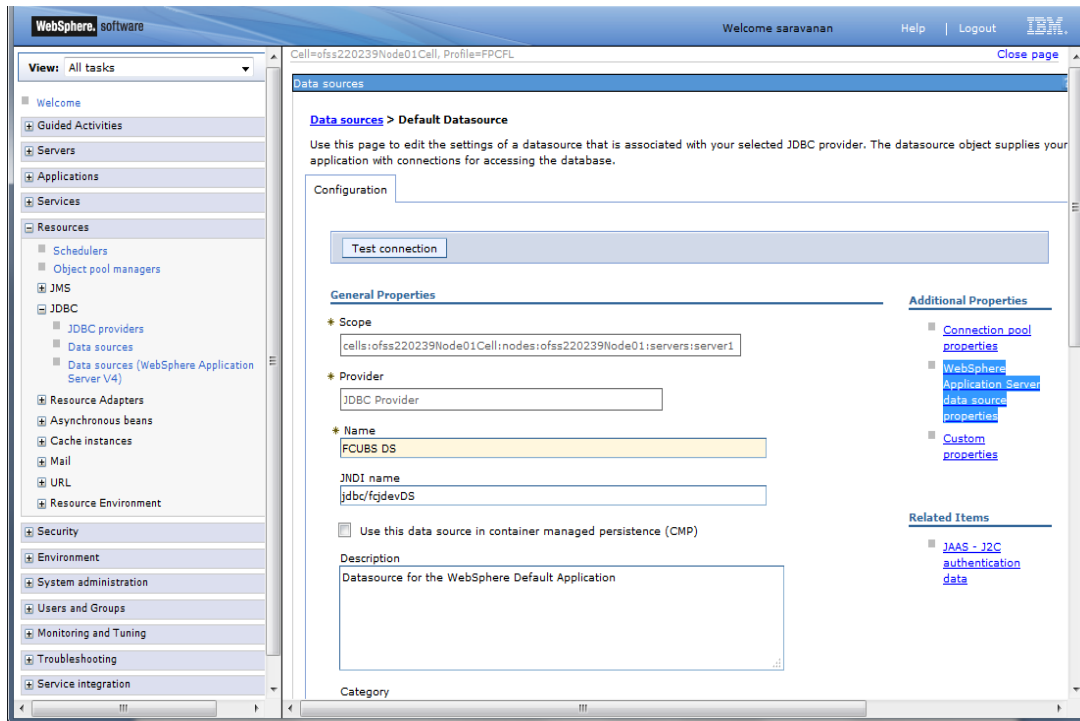 WebSphere. software
Welcome saravanan
Help | Logout
IBM.
View: All tasks
Welcome
Guided Activities
Servers
Applications
Services
Resources
Schedulers
Object pool managers
JMS
JDBC
JDBC providers
Data sources
Data sources (WebSphere Application
Server V4)
Resource Adapters
Asynchronous beans
Cache instances
Mail
URL
Resource Environment
Security
Environment
System administration
Users and Groups
Monitoring and Tuning
Troubleshooting
Service integration
Cell=ofss220239Node01Cell, Profile=FPCFL
Close page
Data sources
?
Data sources > Default Datasource
Use this page to edit the settings of a datasource that is associated with your selected JDBC provider. The datasource object supplies your
application with connections for accessing the database.
Configuration
Test connection
General Properties
* Scope
cells:ofss220239Node01Cell:nodes:ofss220239Node01:servers:server1
* Provider
JDBC Provider
* Name
FCUBS DS
JNDI name
jdbc/fcjdevDS
Use this data source in container managed persistence (CMP)
Description
Datasource for the WebSphere Default Application
Category
Additional Properties
Connection pool
properties
WebSphere
Application Server
data source
properties
Custom
properties
Related Items
JAAS - J2C
authentication
data